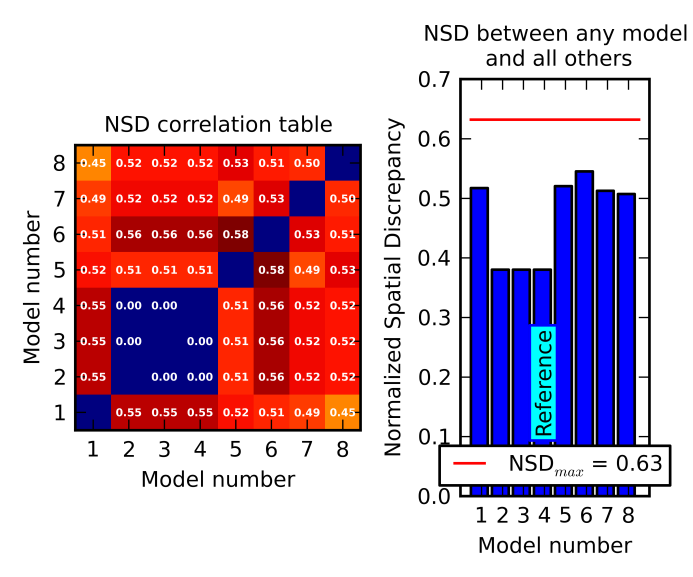 NSD correlation table
Model number
8 0.45 0.52 0.52 0.52 0.53 0.51 0.50
7 0.49 0.52 0.52 0.52 0.49 0.53 0.50
6 0.51 0.56 0.56 0.56 0.58 0.53 0.51
5 0.52 0.51 0.51 0.51 0.58 0.49 0.53
4 0.55 0.00 0.00 0.51 0.56 0.52 0.52
3 0.55 0.00 0.00 0.51 0.56 0.52 0.52
2 0.55 0.00 0.00 0.51 0.56 0.52 0.52
1 0.55 0.55 0.55 0.52 0.51 0.49 0.45
1 2 3 4 5 6 7 8
Model number
NSD between any model
and all others
Normalized Spatial Discrepancy
0.7
0.6
0.5
0.4
0.3
0.2
0.1
0.0
Reference
NSDmax = 0.63
1 2 3 4 5 6 7 8
Model number